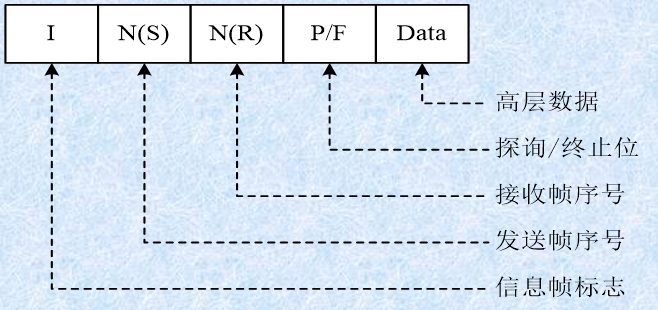 I N(S) N(R) P/F Data
高层数据
探询/终止位
接收帧序号
发送帧序号
信息帧标志